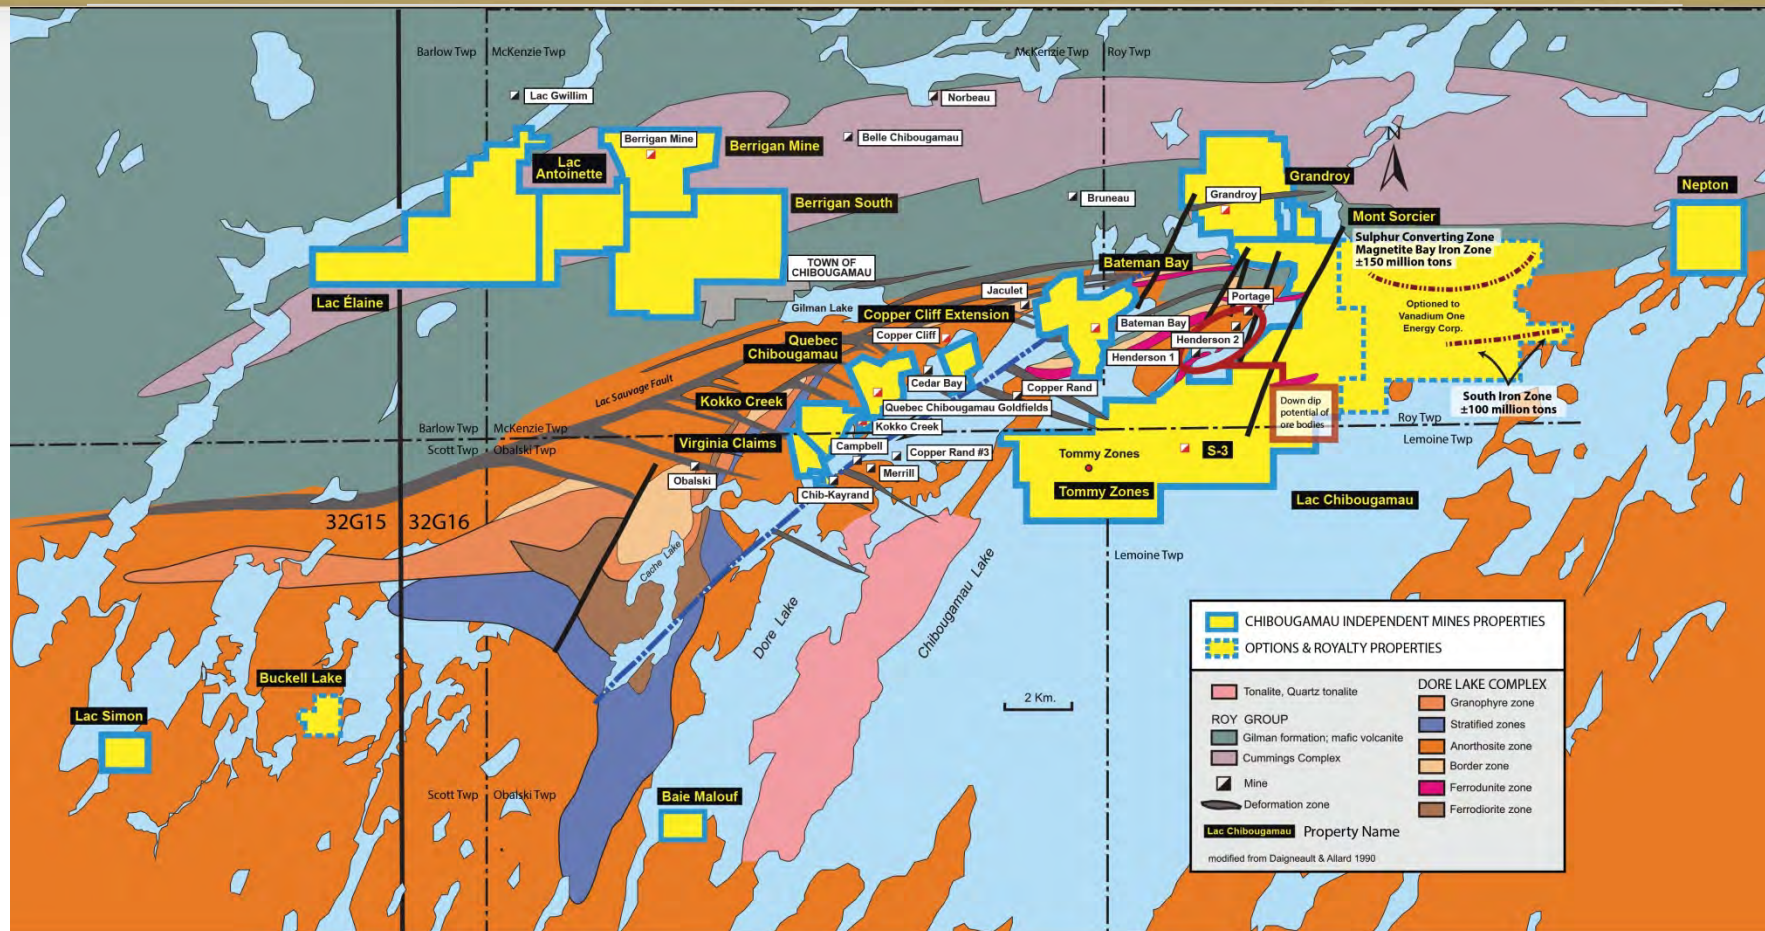 Barlow Twp
McKenzie Twp
McKenzie Twp
Roy Twp
Lac Gwillim
Norbeau
Berrigan Mine
Berrigan Mine
Belle Chibougamau
N
Lac
Antoinette
Grandroy
Nepton
Berrigan South
Bruneau
Grandroy
Mont Sorcier
Sulphur Converting Zone
Magnetite Bay Iron Zone
±150 million tons
TOWN OF
CHIBOUGAMAU
Bateman Bay
Lac Élaine
Jaculet
Portage
Optioned to
Vanadium One
Energy Corp.
Gilman Lake
Copper Cliff Extension
Bateman Bay
Copper Cliff
Henderson 2
Quebec
Chibougamau
Henderson 1
Cedar Bay
Copper Rand
Lac Sauvage Fault
Kokko Creek
Quebec Chibougamau Goldfields
Down dip
potential of
ore bodies
South Iron Zone
±100 million tons
Barlow Twp
McKenzie Twp
Kokko Creek
Roy Twp
Scott Twp
Obalski Twp
Virginia Claims
Campbell
Copper Rand #3
Lemoine Twp
Tommy Zones
S-3
Obalski
Merrill
Chib-Kayrand
Tommy Zones
Lac Chibougamau
32G15
32G16
Cache Lake
Lemoine Twp
Dore Lake
Chibougamau Lake
CHIBOUGAMAU INDEPENDENT MINES PROPERTIES
OPTIONS & ROYALTY PROPERTIES
Buckell Lake
Lac Simon
2 Km.
Tonalite, Quartz tonalite
ROY GROUP
Gilman formation; mafic volcanite
Cummings Complex
Mine
Deformation zone
Lac Chibougamau
Property Name
modified from Daigneault & Allard 1990
DORE LAKE COMPLEX
Granophyre zone
Stratified zones
Anorthosite zone
Border zone
Ferrodunite zone
Ferrodiorite zone
Scott Twp
Obalski Twp
Baie Malouf